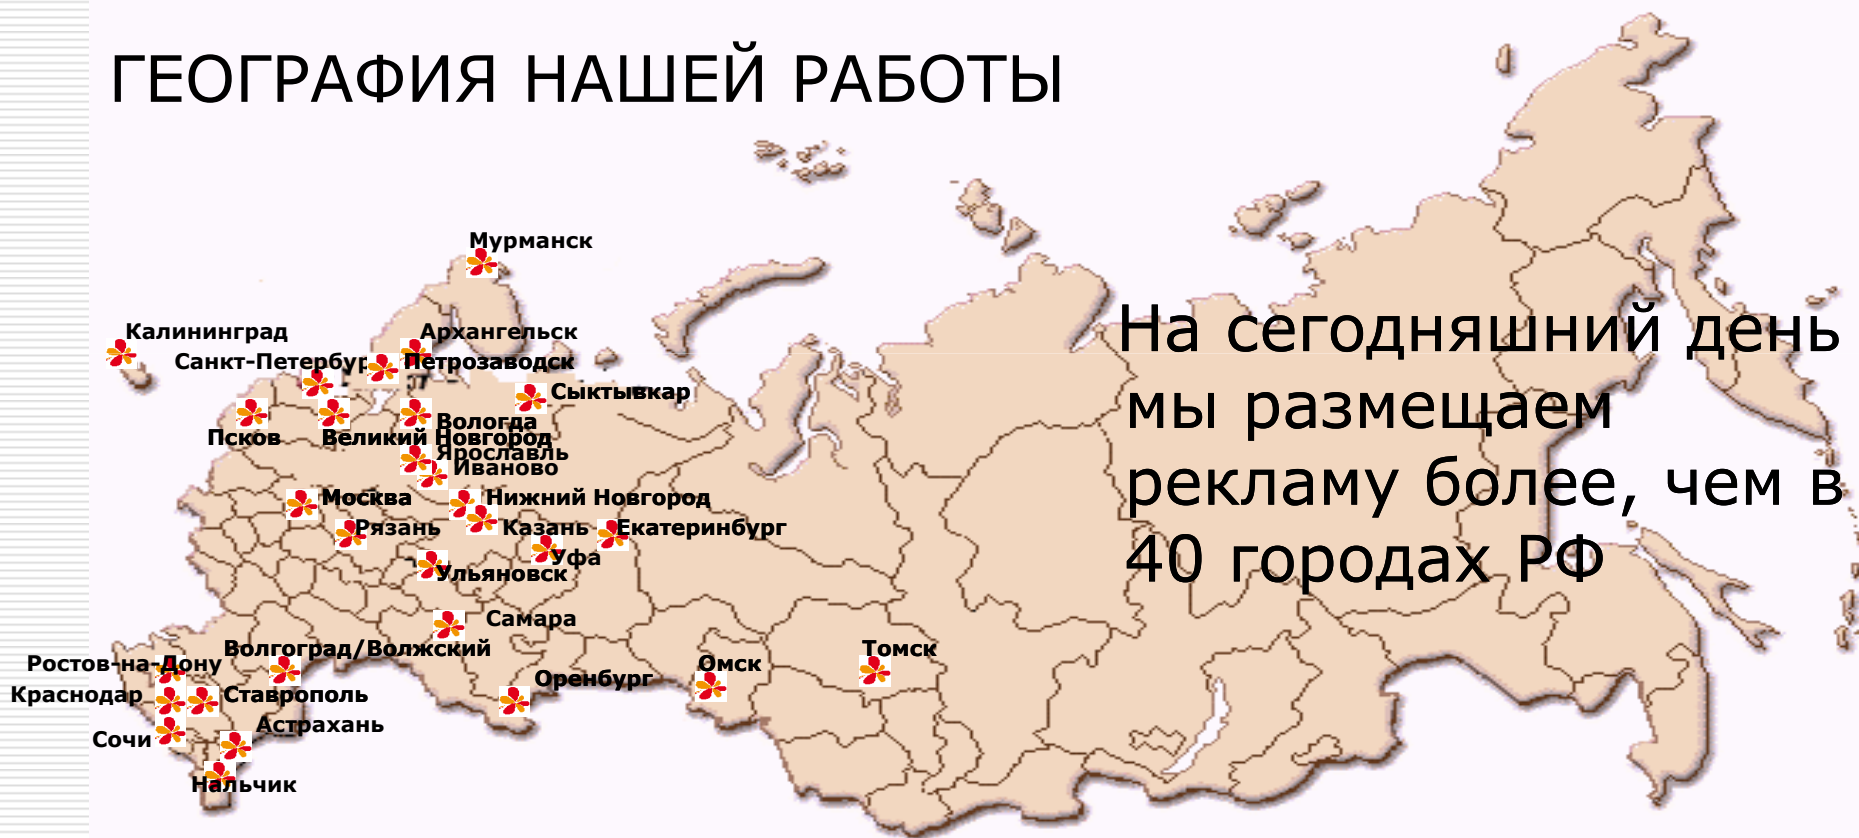 ГЕОГРАФИЯ НАШЕЙ РАБОТЫ
Мурманск
Калининград
Архангельск
Санкт-Петербур
Петрозаводск
Сыктывкар
Вологда
Псков
Великий Новгород
Ярославль
Иваново
Москва
Нижний Новгород
Рязань
Казань
Екатеринбург
Уфа
Ульяновск
Самара
Волгоград/Волжский
Ростов-на-Дону
Омск
Томск
Оренбург
Краснодар
Ставрополь
Астрахань
Сочи
Нальчик
На сегодняшний день
мы размещаем
рекламу более, чем в
40 городах РФ